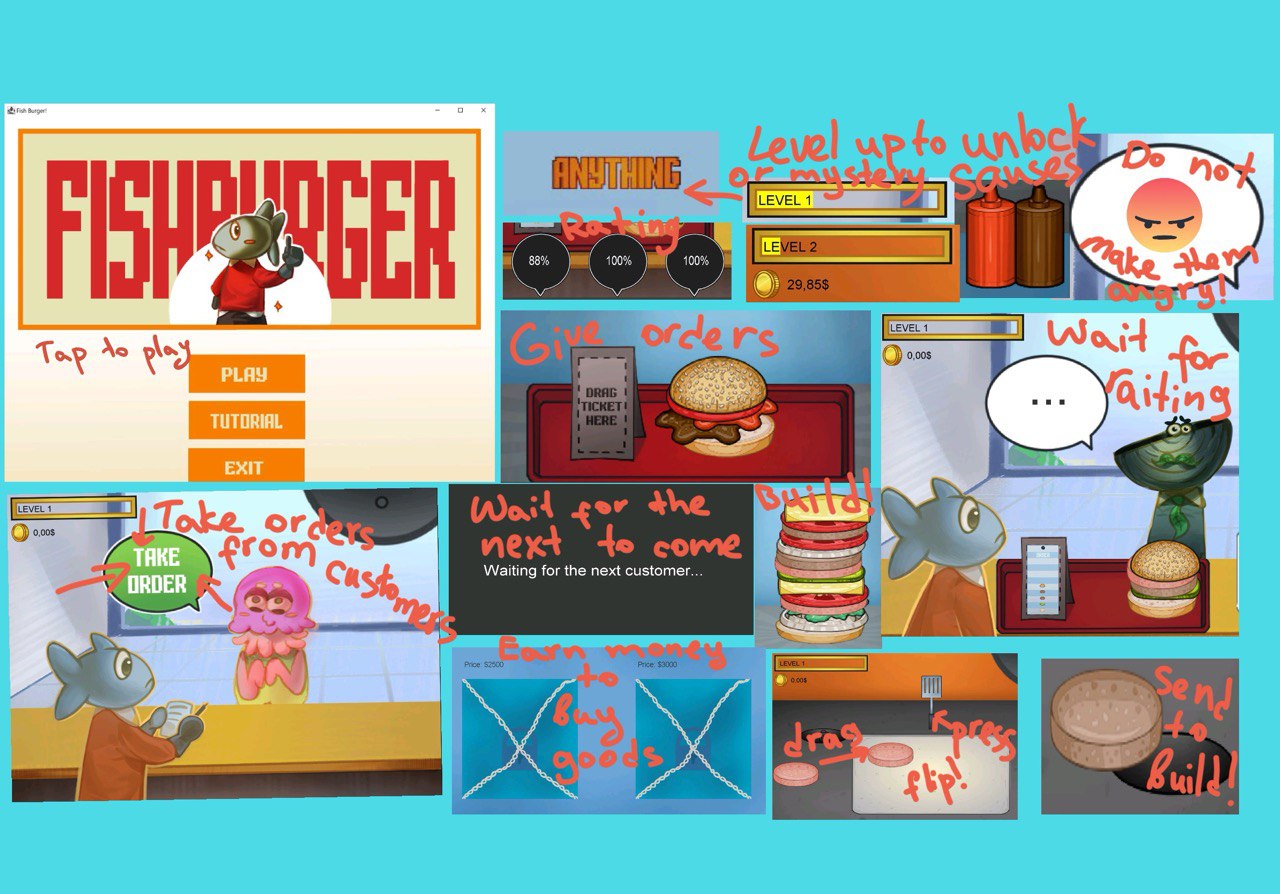 Fish Burger!
FISHBURGER
Tap to play
PLAY
TUTORIAL
EXIT
ANYTHING
Level up to unlock
or mystery sauses
LEVEL 1
LEVEL 2
29,85$
Rating
88%
100%
100%
Do not
make them
angry!
Give orders
DRAG
TICKET
HERE
LEVEL 1
0,00$
Wait for
raiting
...
LEVEL 1
0,00$
Take orders
from customers
TAKE
ORDER
Wait for the
next to come
Waiting for the next customer...
Build!
Earn money
to
Buy
goods
Price: $2500
Price: $3000
LEVEL 1
0,00$
drag
press
flip!
Send
to
Build!